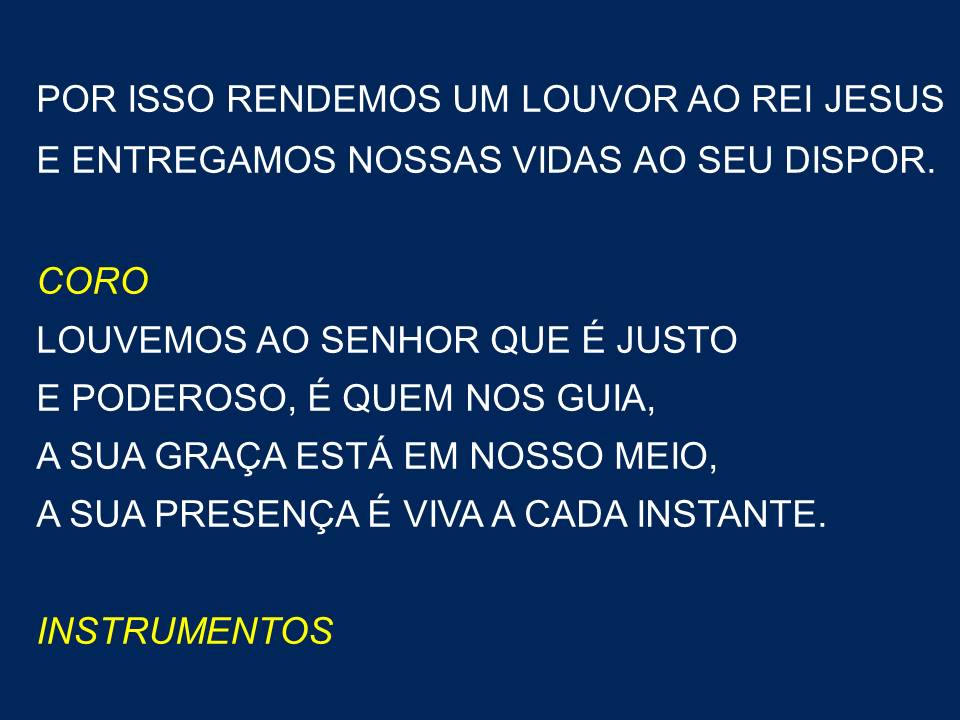 POR ISSO RENDEMOS UM LOUVOR AO REI JESUS
E ENTREGAMOS NOSSAS VIDAS AO SEU DISPOR.
CORO
LOUVEMOS AO SENHOR QUE É JUSTO
E PODEROSO, É QUEM NOS GUIA,
A SUA GRAÇA ESTÁ EM NOSSO MEIO,
A SUA PRESENÇA É VIVA A CADA INSTANTE.
INSTRUMENTOS